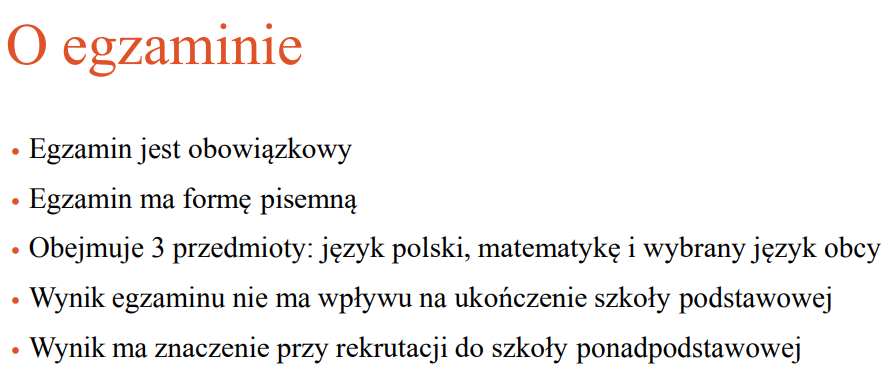 O egzaminie
• Egzamin jest obowiązkowy
• Egzamin ma formę pisemną
• Obejmuje 3 przedmioty: język polski, matematykę i wybrany język obcy
• Wynik egzaminu nie ma wpływu na ukończenie szkoły podstawowej
• Wynik ma znaczenie przy rekrutacji do szkoły ponadpodstawowej